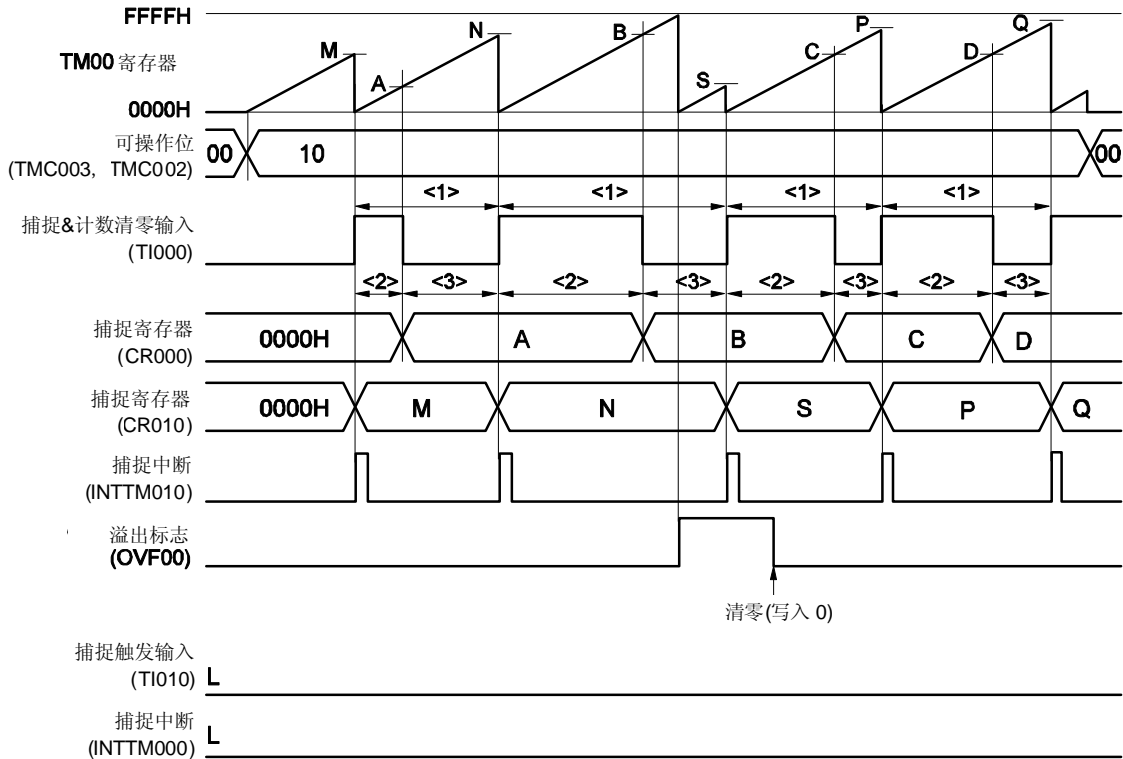 FFFFH
M A N B S C P D Q
TM00 寄存器
0000H
可操作位
(TMC003, TMC002)
00 10 00
<1> <1> <1> <1>
捕捉&计数清零输入
(TI000)
<2> <3> <2> <3> <2> <3> <2> <3>
捕捉寄存器
(CR000)
0000H A B C D
捕捉寄存器
(CR010)
0000H M N S P Q
捕捉中断
(INTTM010)
溢出标志
(OVF00)
清零(写入 0)
捕捉触发输入
(TI010) L
捕捉中断
(INTTM000) L